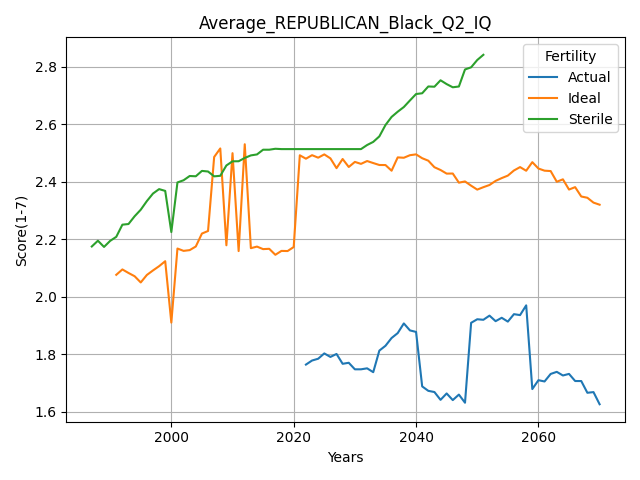 Average_REPUBLICAN_Black_Q2_IQ
Fertility
Actual
Ideal
Sterile
Score(1-7)
2.8
2.6
2.4
2.2
2.0
1.8
1.6
2000
2020
2040
2060
Years